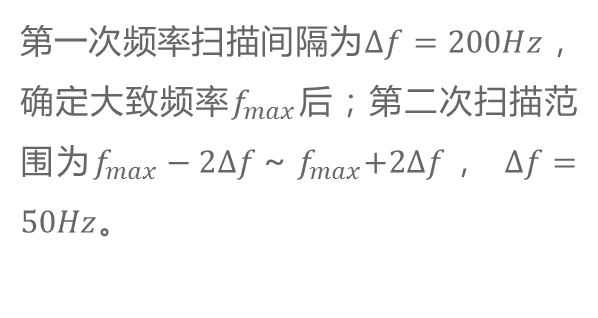 第一次频率扫描间隔为Δf = 200Hz，
确定大致频率f_max后；第二次扫描范
围为f_max − 2Δf ~ f_max+2Δf， Δf =
50Hz。